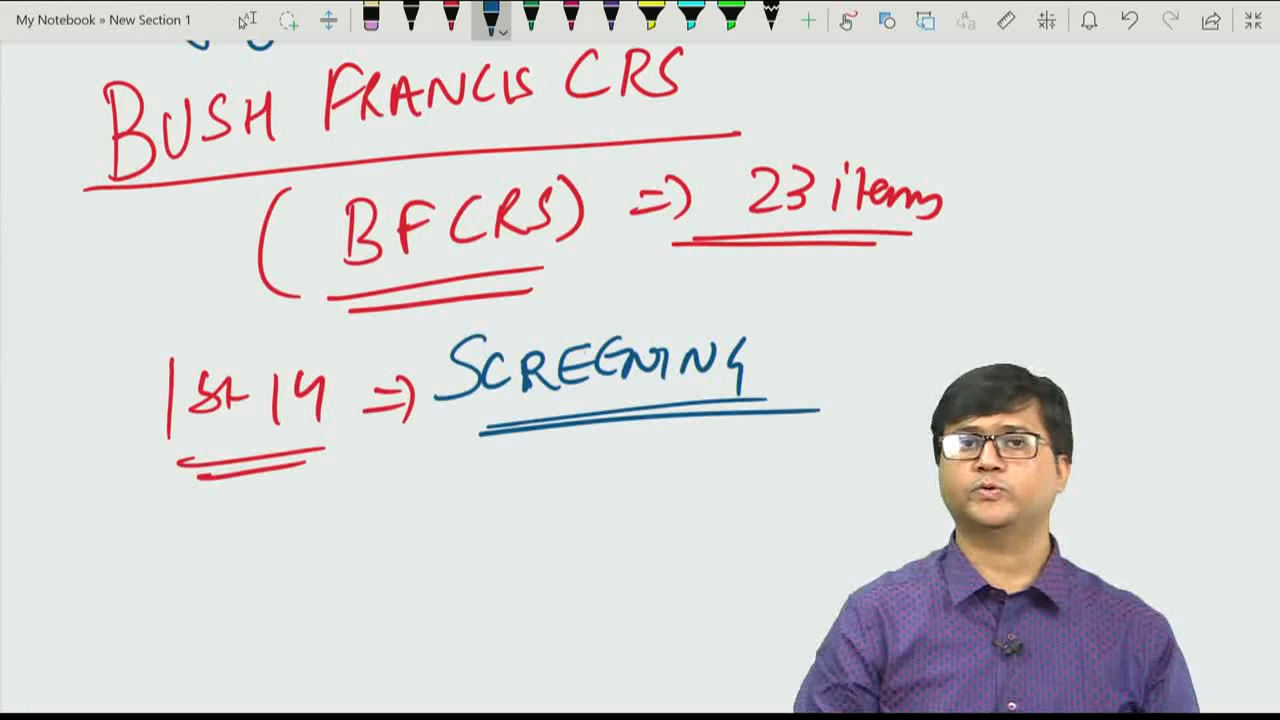 My Notebook » New Section 1
BUSH FRANCIS CRS
(BFCRS) => 23 items
1st 14 => SCREENING